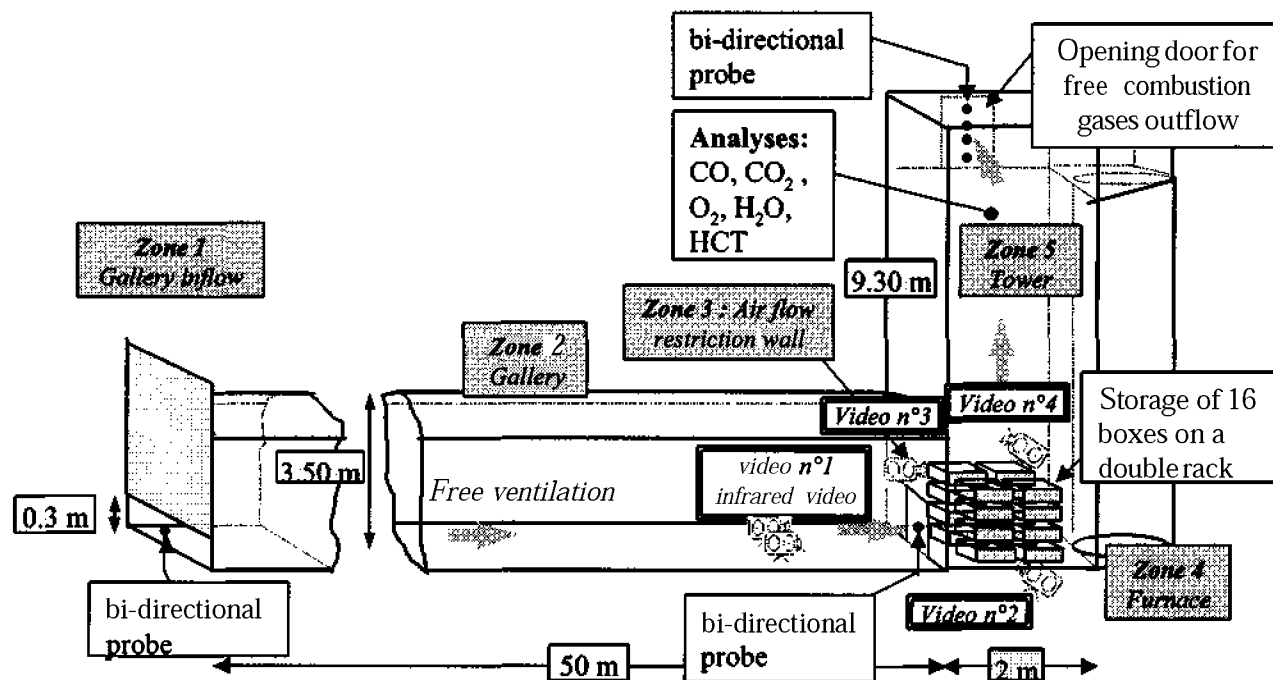 bi-directional
probe
Opening door for
free combustion
gases outflow
Analyses:
CO, CO2 ,
O2, H2O,
HCT
Zone 1
Gallery inflow
Zone 5
Tower
9.30 m
Zone 3 : Air flow
restriction wall
Zone 2
Gallery
Video n°3
Video n°4
Storage of 16
boxes on a
double rack
3.50 m
Free ventilation
video n°1
infrared video
0.3 m
Zone 4
Furnace
bi-directional
probe
bi-directional
probe
Video n°2
50 m
2 m